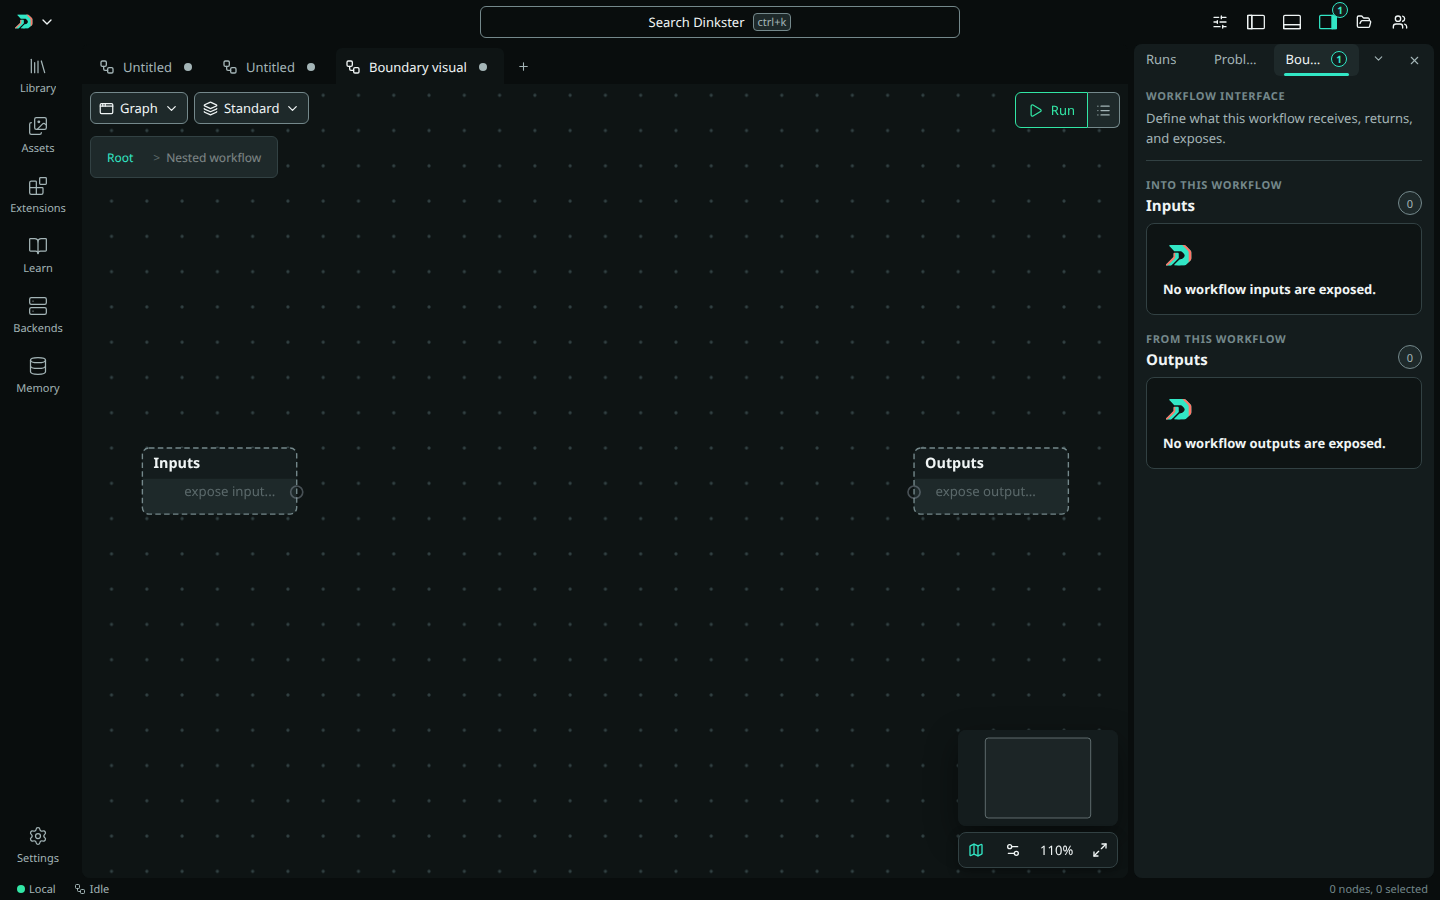 Search Dinkster ctrl+k
1
Library
Assets
Extensions
Learn
Backends
Memory
Settings
Untitled
Untitled
Boundary visual
Graph
Standard
Run
Root > Nested workflow
Inputs
expose input...
Outputs
expose output...
110%
Runs
Probl...
Bou... 1
WORKFLOW INTERFACE
Define what this workflow receives, returns,
and exposes.
INTO THIS WORKFLOW
Inputs
0
No workflow inputs are exposed.
FROM THIS WORKFLOW
Outputs
0
No workflow outputs are exposed.
Local
Idle
0 nodes, 0 selected